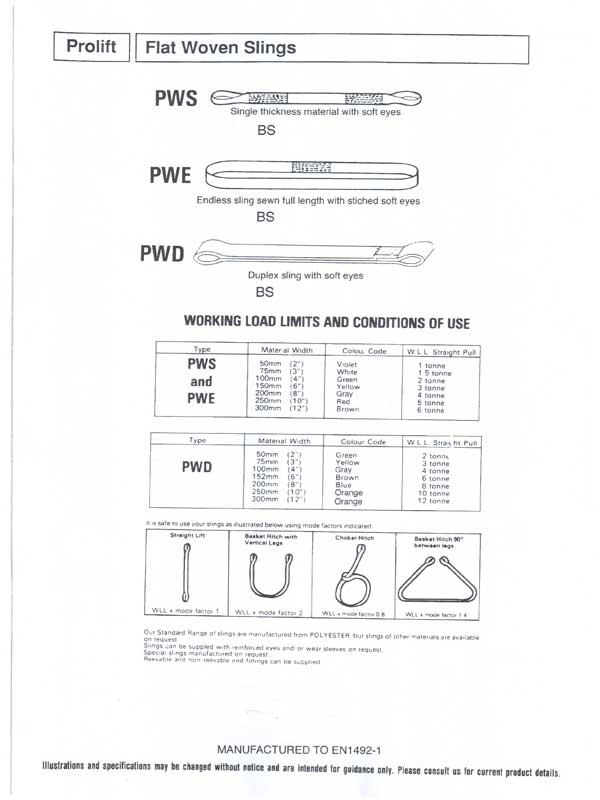 Prolift
Flat Woven Slings
PWS
Single thickness material with soft eyes
BS
PWE
Endless sling sewn full length with stiched soft eyes
BS
PWD
Duplex sling with soft eyes
BS
WORKING LOAD LIMITS AND CONDITIONS OF USE
Type Material Width Colou. Code W L L Straight Pull
PWS and PWE
50mm (2") Violet 1 tonne
75mm (3") White 1 5 tonne
100mm (4") Green 2 tonne
150mm (6") Yellow 3 tonne
200mm (8") Gray 4 tonne
250mm (10") Red 5 tonne
300mm (12") Brown 6 tonne
Type Material Width Colour Code W L L Straight Pull
PWD
50mm (2") Green 2 tonne
75mm (3") Yellow 3 tonne
100mm (4") Gray 4 tonne
152mm (6") Brown 6 tonne
200mm (8") Blue 8 tonne
250mm (10") Orange 10 tonne
300mm (12") Orange 12 tonne
It is safe to use your slings as illustrated below using mode factors indicated.
Straight Lift
WLL x mode factor 1
Basket Hitch with
Vertical Legs
WLL x mode factor 2
Choker Hitch
WLL x mode factor 0 8
Basket Hitch 90°
between legs
WLL x mode factor 1 4
Our Standard Range of slings are manufactured from POLYESTER, but slings of other materials are available
on request
Slings can be suppled with reinforced eyes and/or wear sleeves on request.
Special slings manufactured on request
Reevable and non reevable end fittings can be supplied
MANUFACTURED TO EN1492-1
Illustrations and specifications may be changed without notice and are intended for guidance only. Please consult us for current product details.